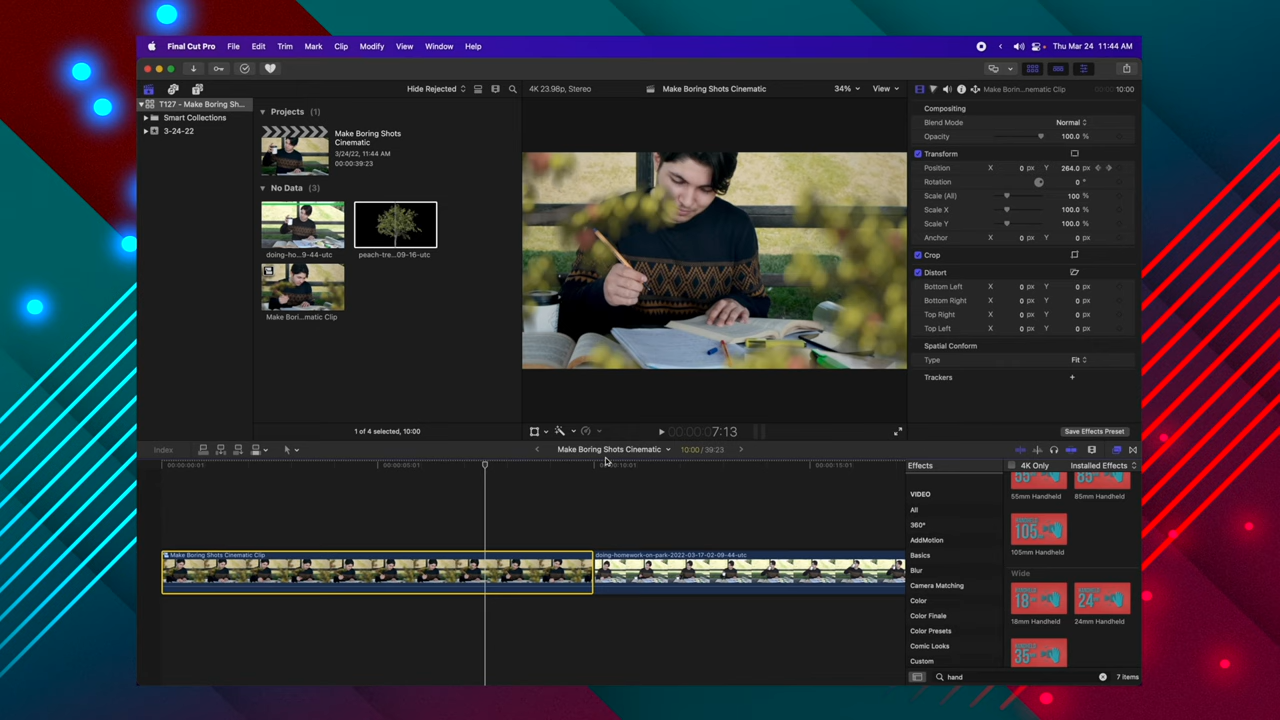 Final Cut Pro File Edit Trim Mark Clip Modify View Window Help Thu Mar 24 11:44 AM
Hide Rejected 4K 23.98p, Stereo Make Boring Shots Cinematic 34% View Make Borin...nematic Clip 10:00
T127 - Make Boring Sh...
Smart Collections
3-24-22
Projects (1)
Make Boring Shots
Cinematic
3/24/22, 11:44 AM
00:00:39:23
No Data (3)
doing-ho...9-44-utc peach-tre...09-16-utc
Make Bori...matic Clip
1 of 4 selected, 10:00
00:00:00:07:13
Compositing
Blend Mode Normal
Opacity 100.0 %
Transform
Position X 0 px Y 264.0 px
Rotation 0 °
Scale (All) 100 %
Scale X 100.0 %
Scale Y 100.0 %
Anchor X 0 px Y 0 px
Crop
Distort
Bottom Left X 0 px Y 0 px
Bottom Right X 0 px Y 0 px
Top Right X 0 px Y 0 px
Top Left X 0 px Y 0 px
Spatial Conform
Type Fit
Trackers +
Save Effects Preset
Index Make Boring Shots Cinematic 10:00 / 39:23
00:00:00:01 00:00:05:01 00:00:10:01 00:00:15:01
Make Boring Shots Cinematic Clip doing-homework-on-park-2022-03-17-02-09-44-utc
Effects 4K Only Installed Effects
VIDEO
All
360°
AddMotion
Basics
Blur
Camera Matching
Color
Color Finale
Color Presets
Comic Looks
Custom
55mm Handheld 85mm Handheld
105
105mm Handheld
Wide
18 24
18mm Handheld 24mm Handheld
35
hand 7 items